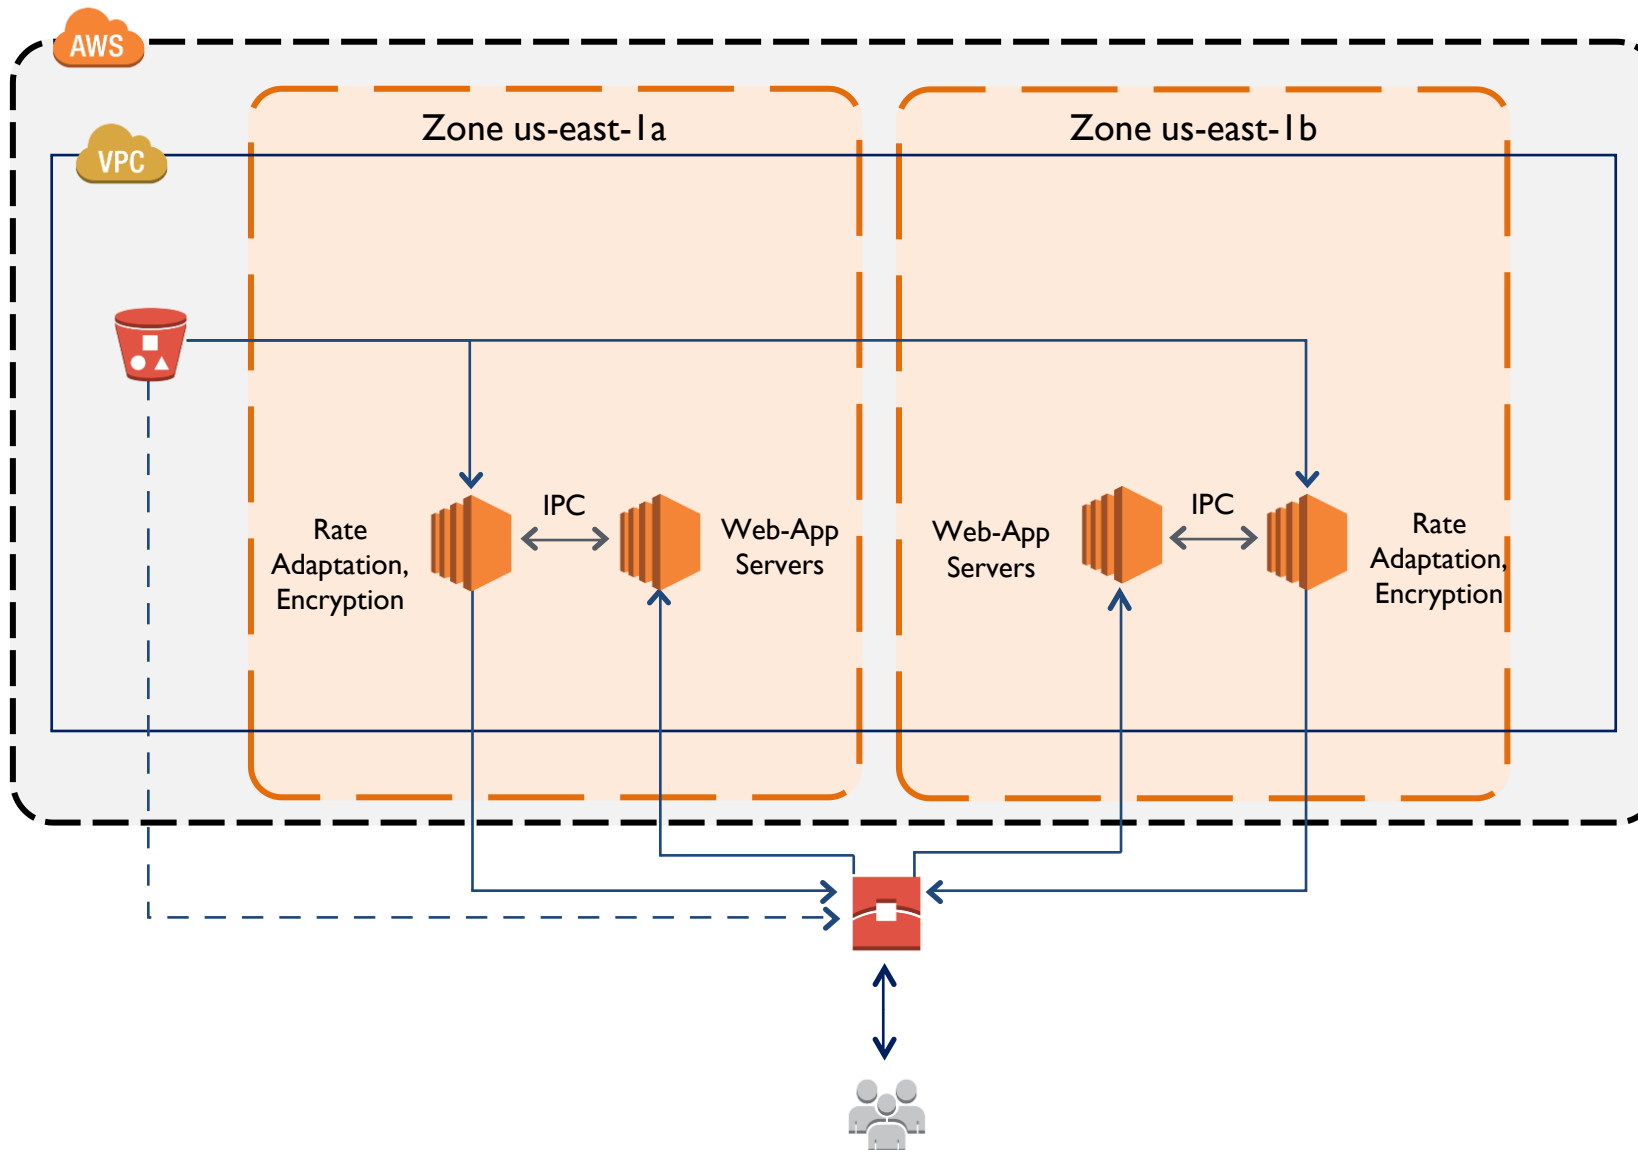 AWS
Zone us-east-1a
Zone us-east-1b
VPC
IPC
Rate
Adaptation,
Encryption
Web-App
Servers
IPC
Web-App
Servers
Rate
Adaptation,
Encryption